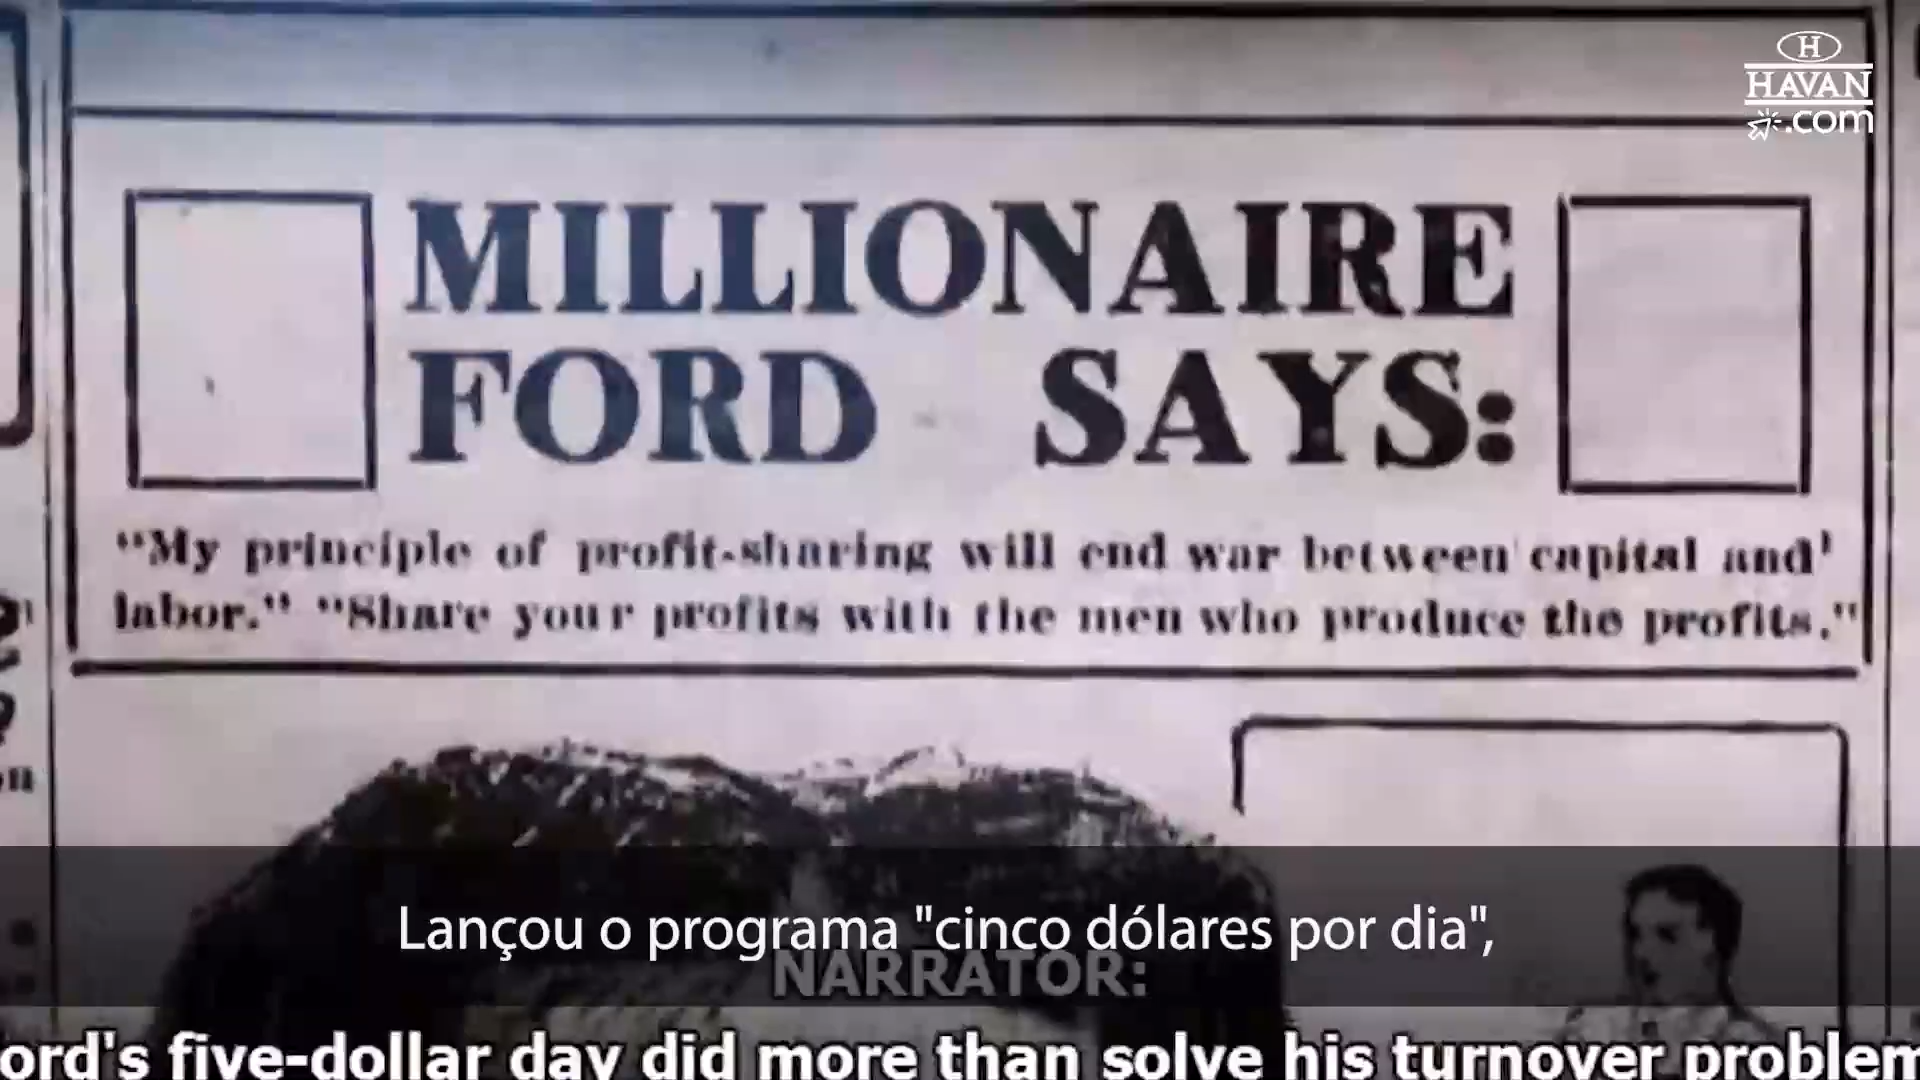 H
HAVAN
.com
MILLIONAIRE
FORD SAYS:
"My principle of profit-sharing will end war between capital and
labor." "Share your profits with the men who produce the profits."
Lançou o programa "cinco dólares por dia",
NARRATOR:
ord's five-dollar day did more than solve his turnover problem